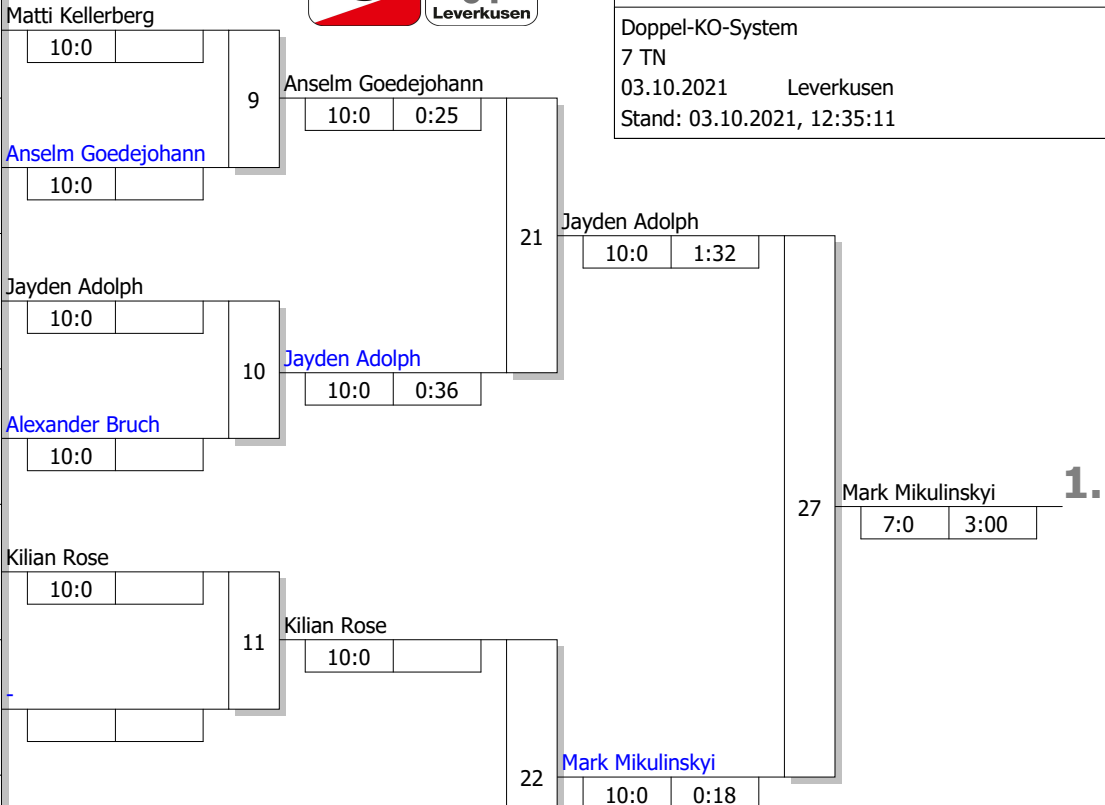 Matti Kellerberg
10:0
Leverkusen
Doppel-KO-System
7 TN
03.10.2021 Leverkusen
Stand: 03.10.2021, 12:35:11
9
Anselm Goedejohann
10:0 0:25
Anselm Goedejohann
10:0
21
Jayden Adolph
10:0 1:32
Jayden Adolph
10:0
10
Jayden Adolph
10:0 0:36
Alexander Bruch
10:0
27
Mark Mikulinskyi
7:0 3:00
1.
Kilian Rose
10:0
11
Kilian Rose
10:0
-
22
Mark Mikulinskyi
10:0 0:18